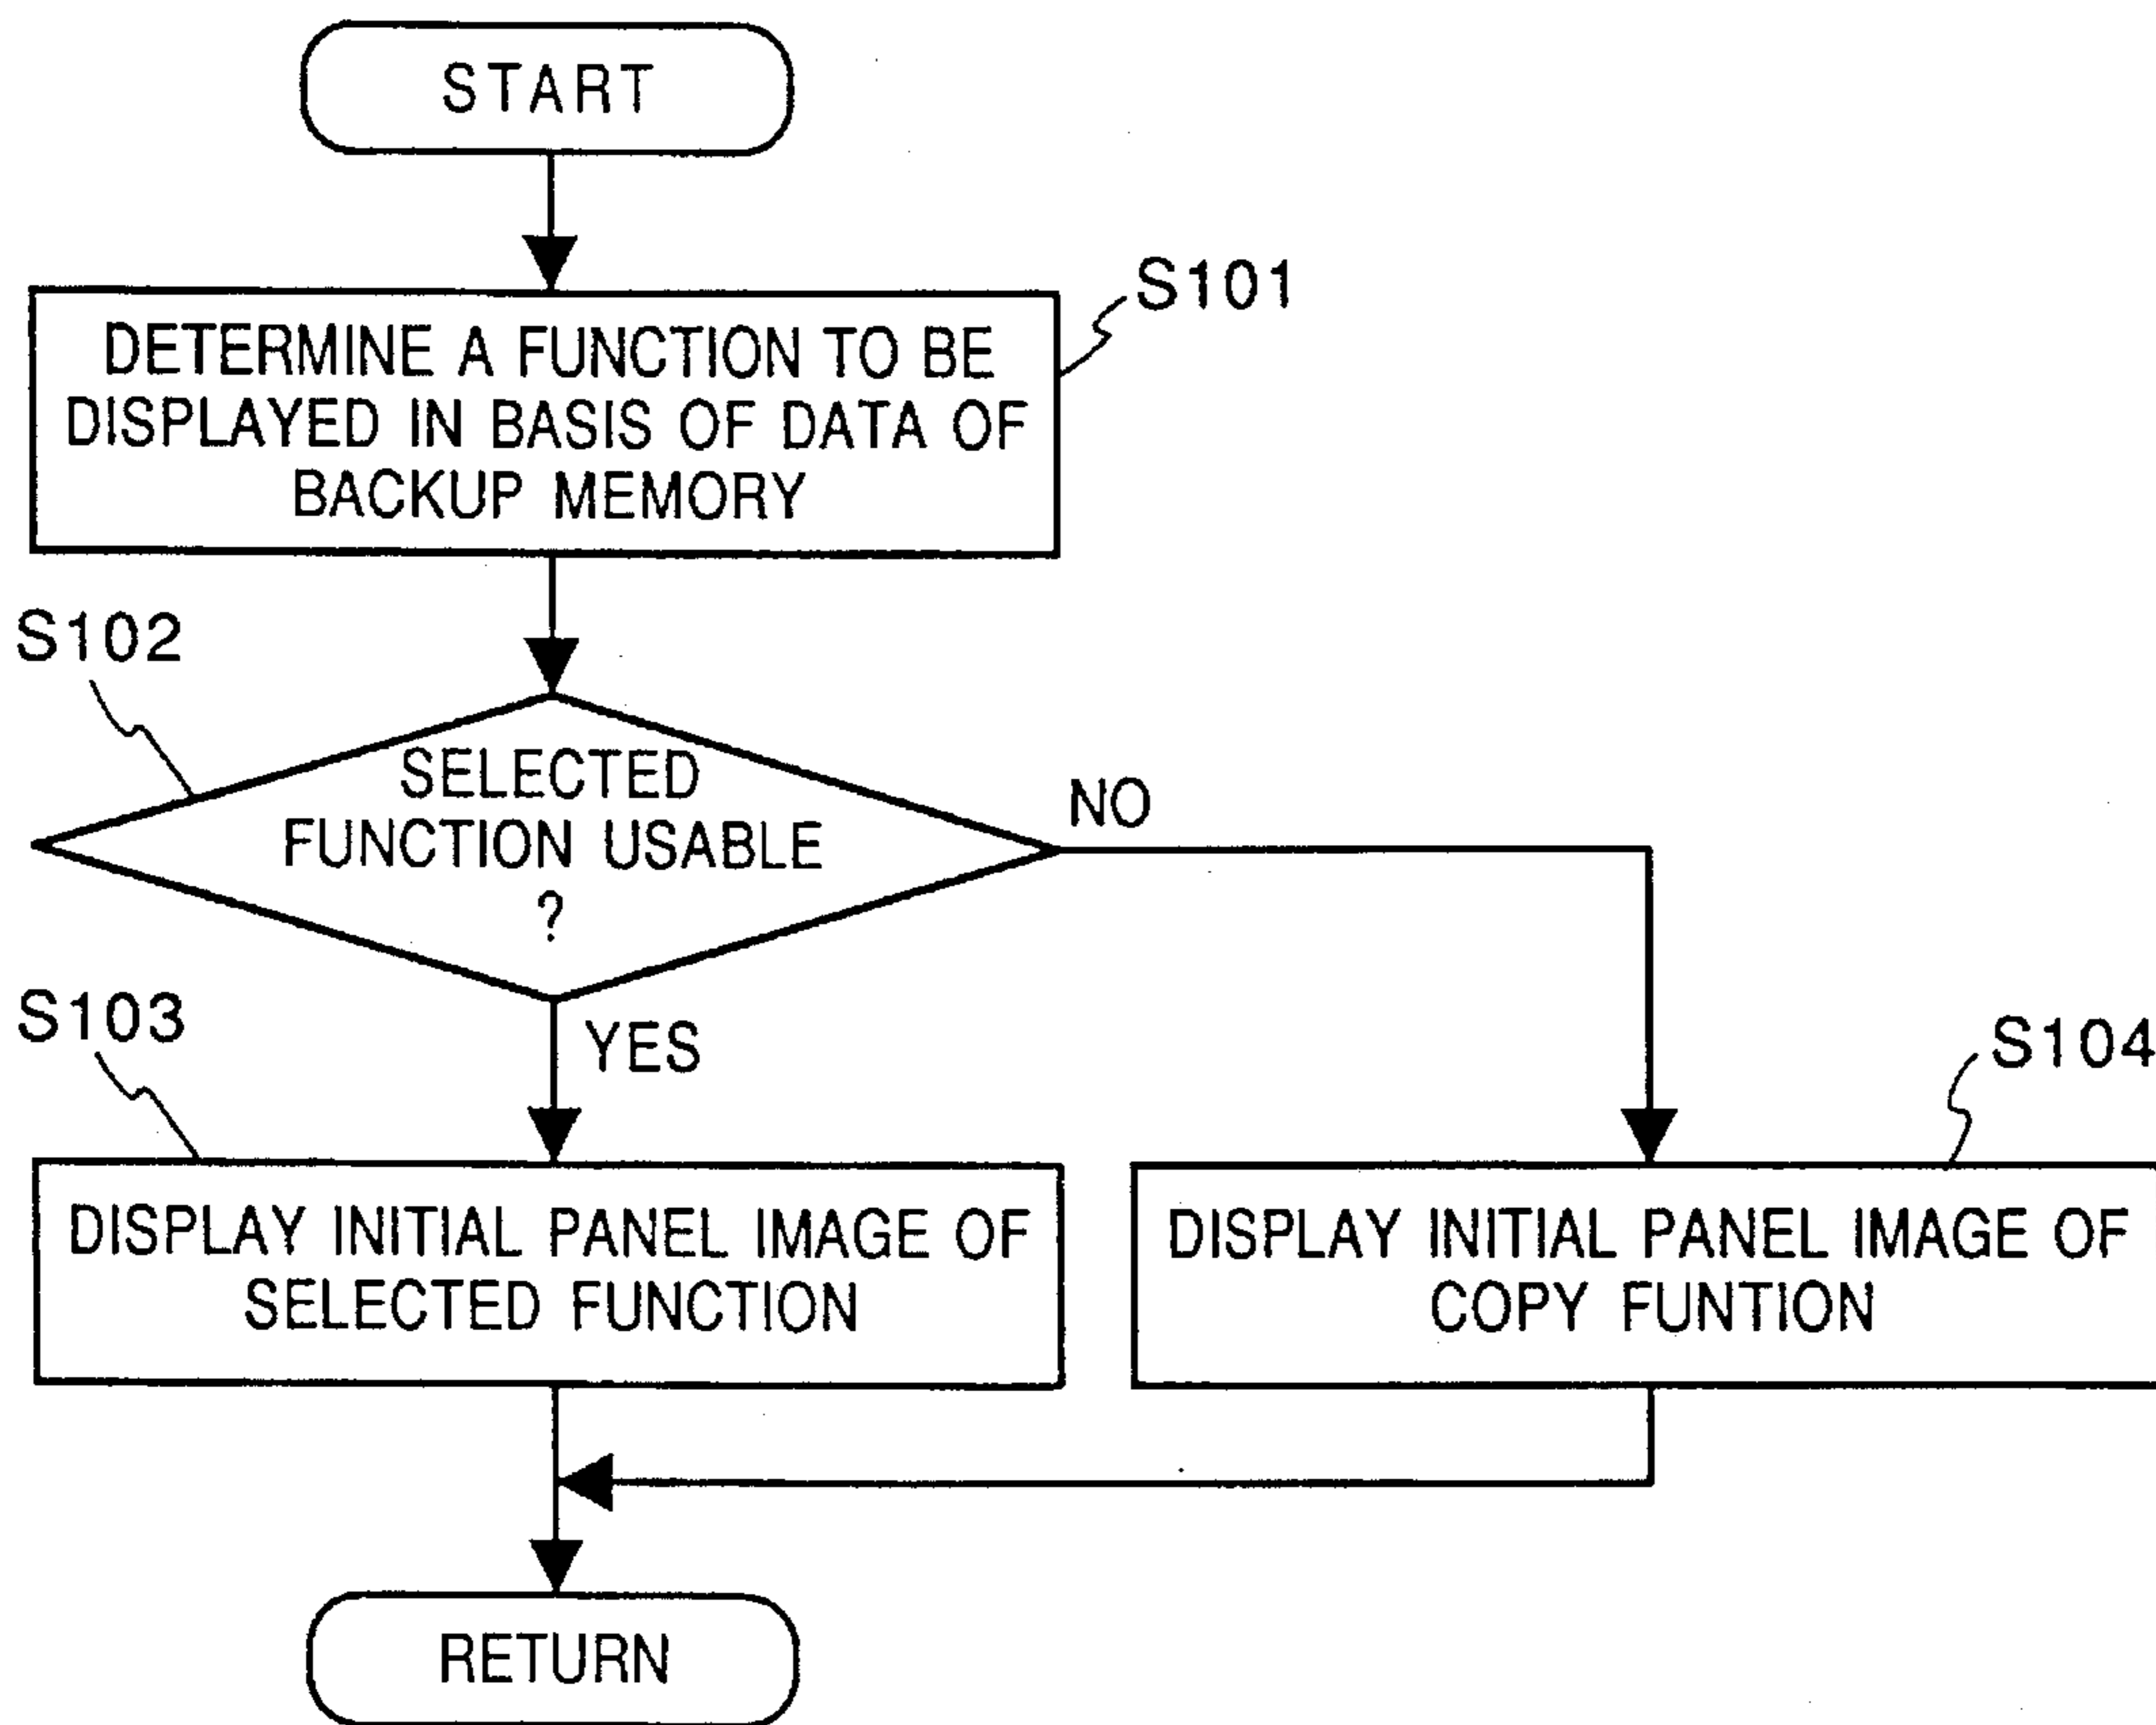 START
S101
DETERMINE A FUNCTION TO BE
DISPLAYED IN BASIS OF DATA OF
BACKUP MEMORY
S102
SELECTED
FUNCTION USABLE
?
NO
YES
S103
DISPLAY INITIAL PANEL IMAGE OF
SELECTED FUNCTION
S104
DISPLAY INITIAL PANEL IMAGE OF
COPY FUNTION
RETURN